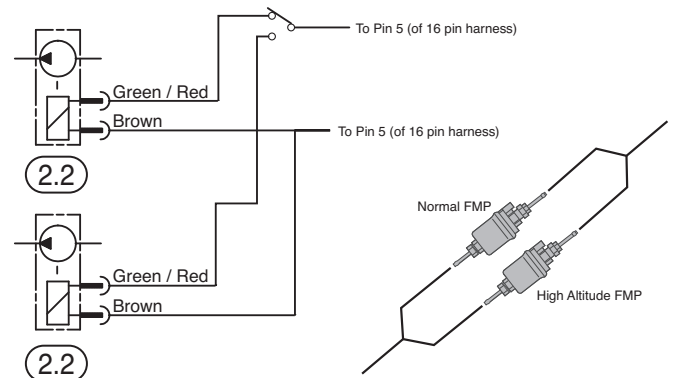 To Pin 5 (of 16 pin harness)
Green / Red
Brown
To Pin 5 (of 16 pin harness)
2.2
Normal FMP
Green / Red
High Altitude FMP
Brown
2.2